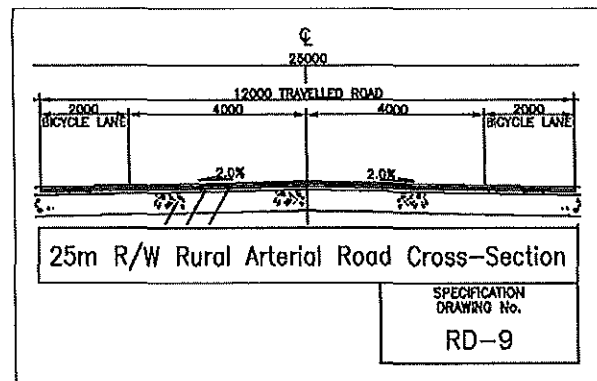 ℄
25000
12000 TRAVELLED ROAD
2000 4000 4000 2000
BICYCLE LANE BICYCLE LANE
2.0% 2.0%
25m R/W Rural Arterial Road Cross-Section
SPECIFICATION
DRAWING No.
RD-9